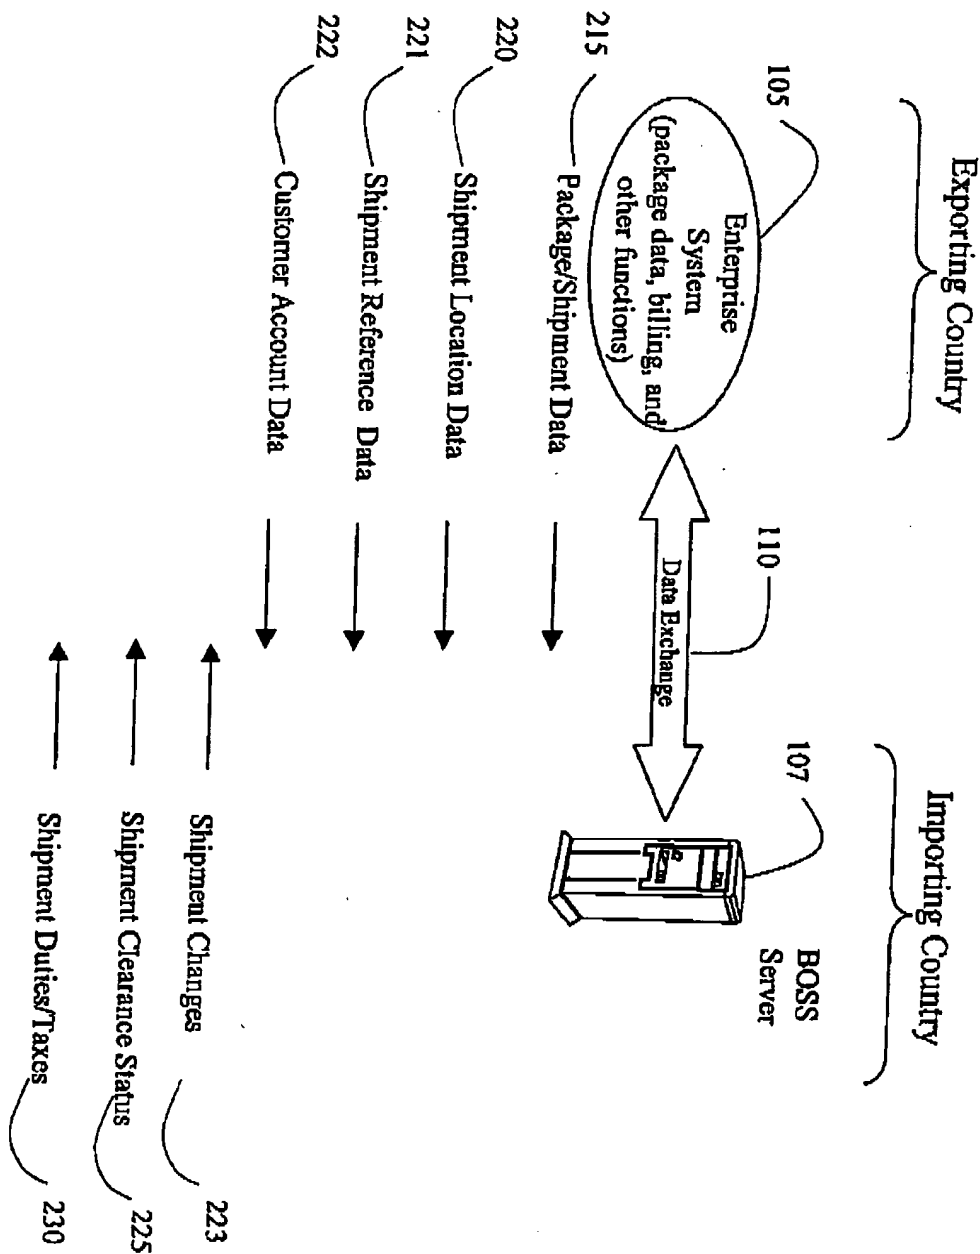 Exporting Country
Importing Country
105
110
107
Enterprise
System
(package data, billing, and
other functions)
Data Exchange
BOSS
Server
215
Package/Shipment Data
220
Shipment Location Data
221
Shipment Reference Data
222
Customer Account Data
Shipment Changes
223
Shipment Clearance Status
225
Shipment Duties/Taxes
230